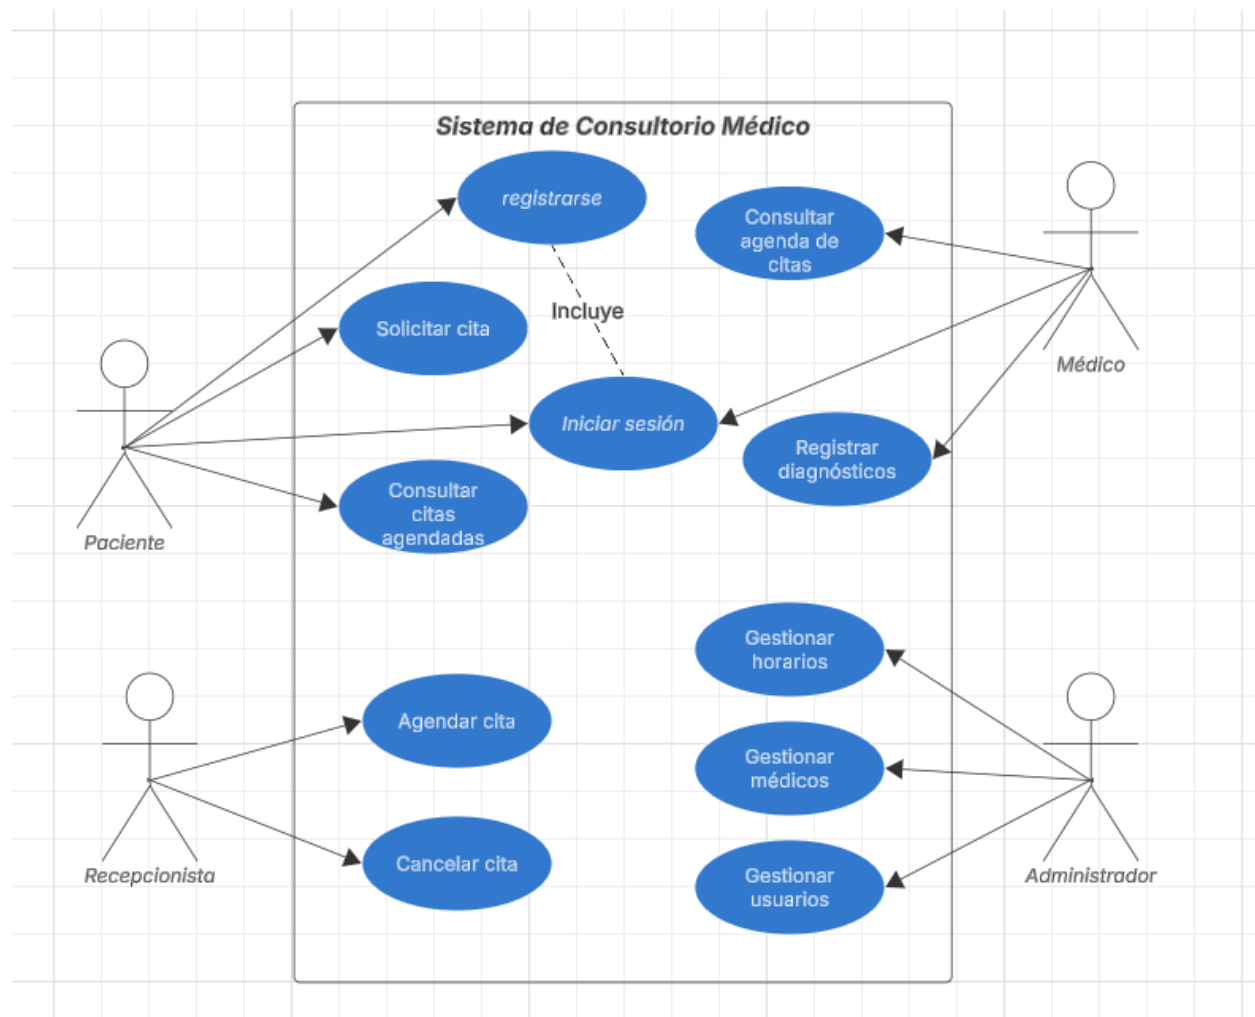 Sistema de Consultorio Médico
registrarse
Consultar
agenda de
citas
Incluye
Solicitar cita
Médico
Iniciar sesión
Registrar
diagnósticos
Consultar
citas
agendadas
Paciente
Gestionar
horarios
Agendar cita
Gestionar
médicos
Cancelar cita
Recepcionista
Gestionar
usuarios
Administrador